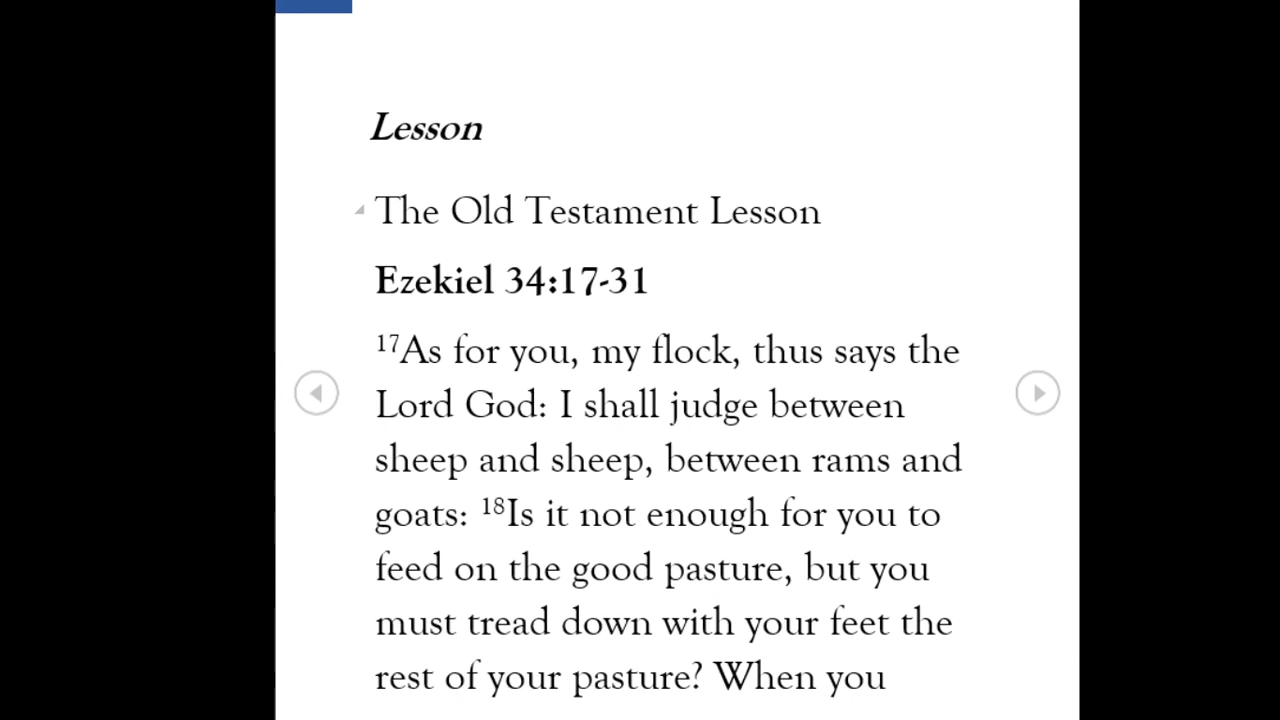 Lesson
The Old Testament Lesson
Ezekiel 34:17-31
17As for you, my flock, thus says the
Lord God: I shall judge between
sheep and sheep, between rams and
goats: 18Is it not enough for you to
feed on the good pasture, but you
must tread down with your feet the
rest of your pasture? When you